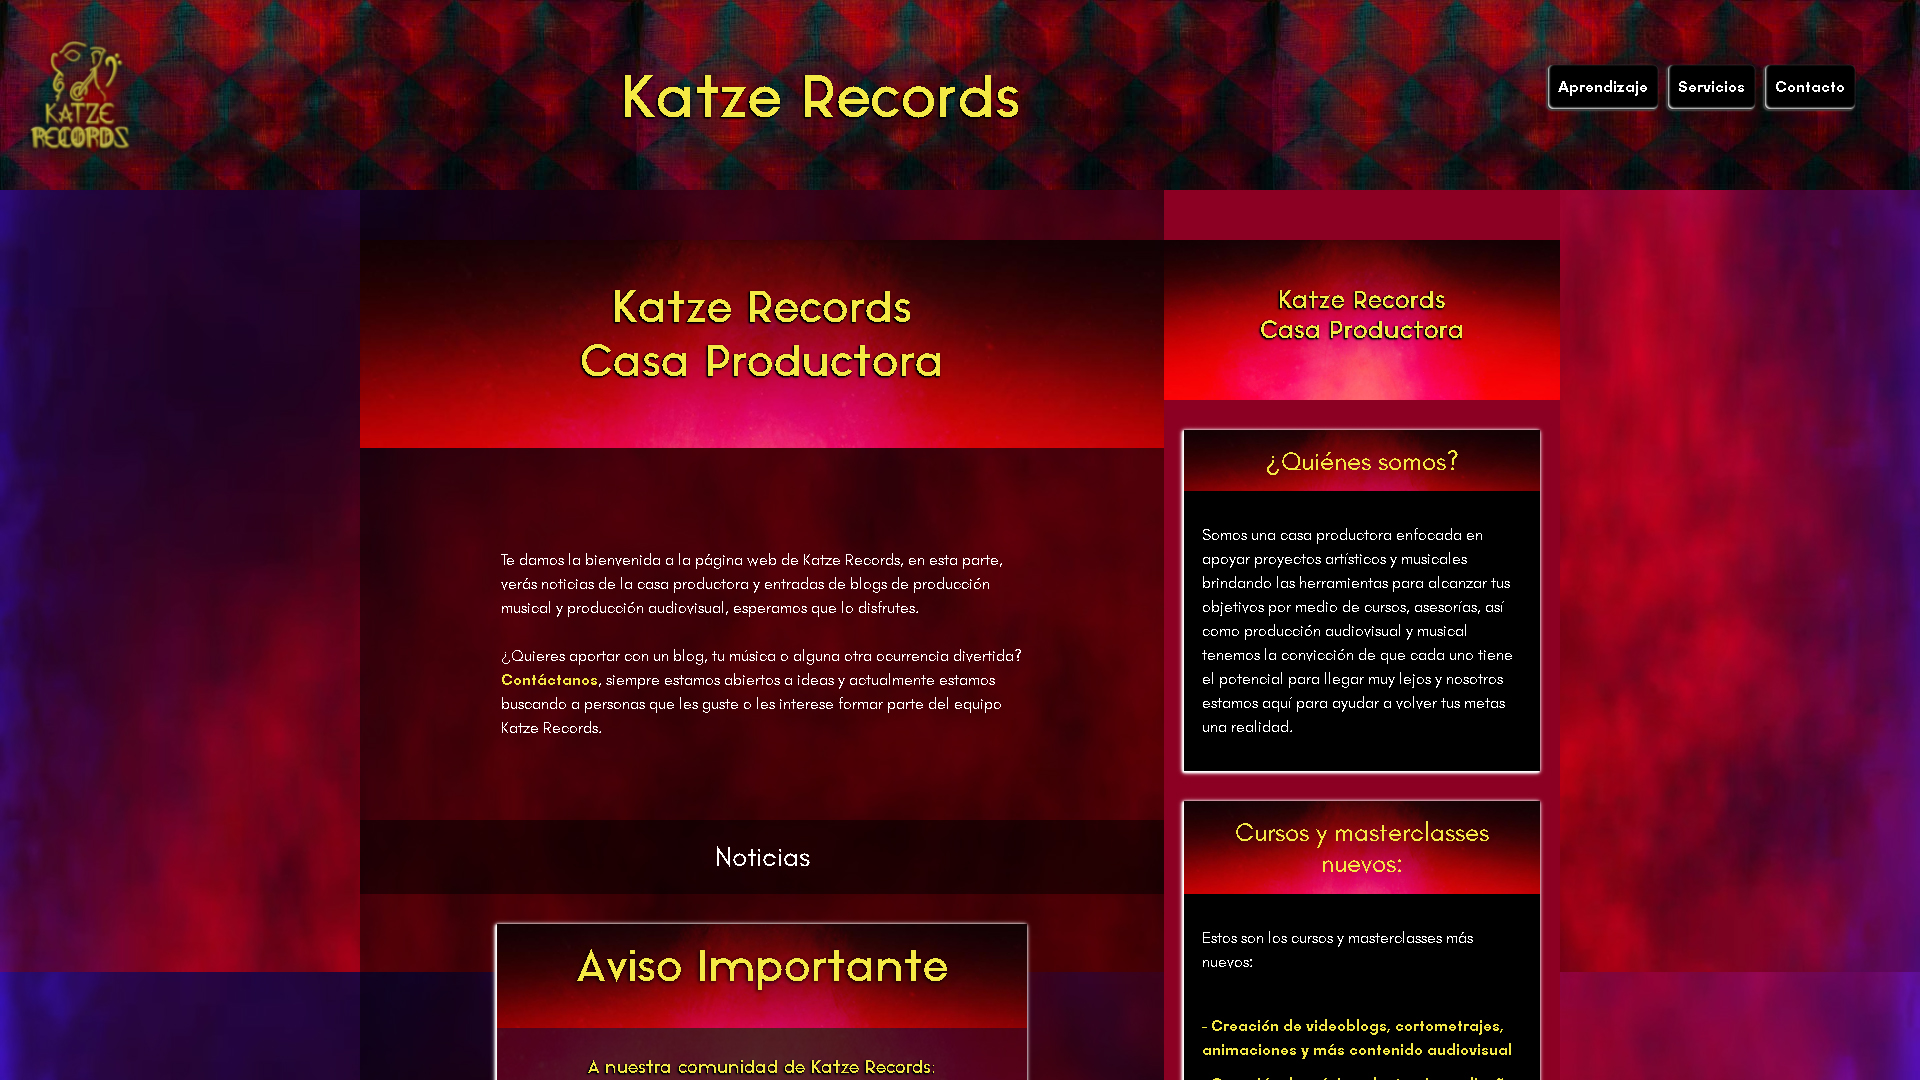 KATZE
RECORDS
Katze Records
Aprendizaje
Servicios
Contacto
Katze Records
Casa Productora
Te damos la bienvenida a la página web de Katze Records, en esta parte,
verás noticias de la casa productora y entradas de blogs de producción
musical y producción audiovisual, esperamos que lo disfrutes.
¿Quieres aportar con un blog, tu música o alguna otra ocurrencia divertida?
Contáctanos, siempre estamos abiertos a ideas y actualmente estamos
buscando a personas que les guste o les interese formar parte del equipo
Katze Records.
Noticias
Aviso Importante
A nuestra comunidad de Katze Records:
Katze Records
Casa Productora
¿Quiénes somos?
Somos una casa productora enfocada en
apoyar proyectos artísticos y musicales
brindando las herramientas para alcanzar tus
objetivos por medio de cursos, asesorías, así
como producción audiovisual y musical
tenemos la convicción de que cada uno tiene
el potencial para llegar muy lejos y nosotros
estamos aquí para ayudar a volver tus metas
una realidad.
Cursos y masterclasses
nuevos:
Estos son los cursos y masterclasses más
nuevos:
- Creación de videoblogs, cortometrajes,
animaciones y más contenido audiovisual